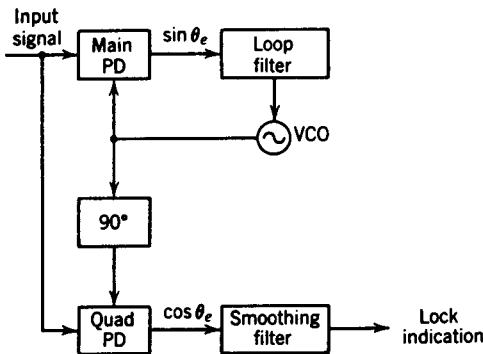 Input
signal
Main
PD
sin θₑ
Loop
filter
VCO
90°
Quad
PD
cos θₑ
Smoothing
filter
Lock
indication